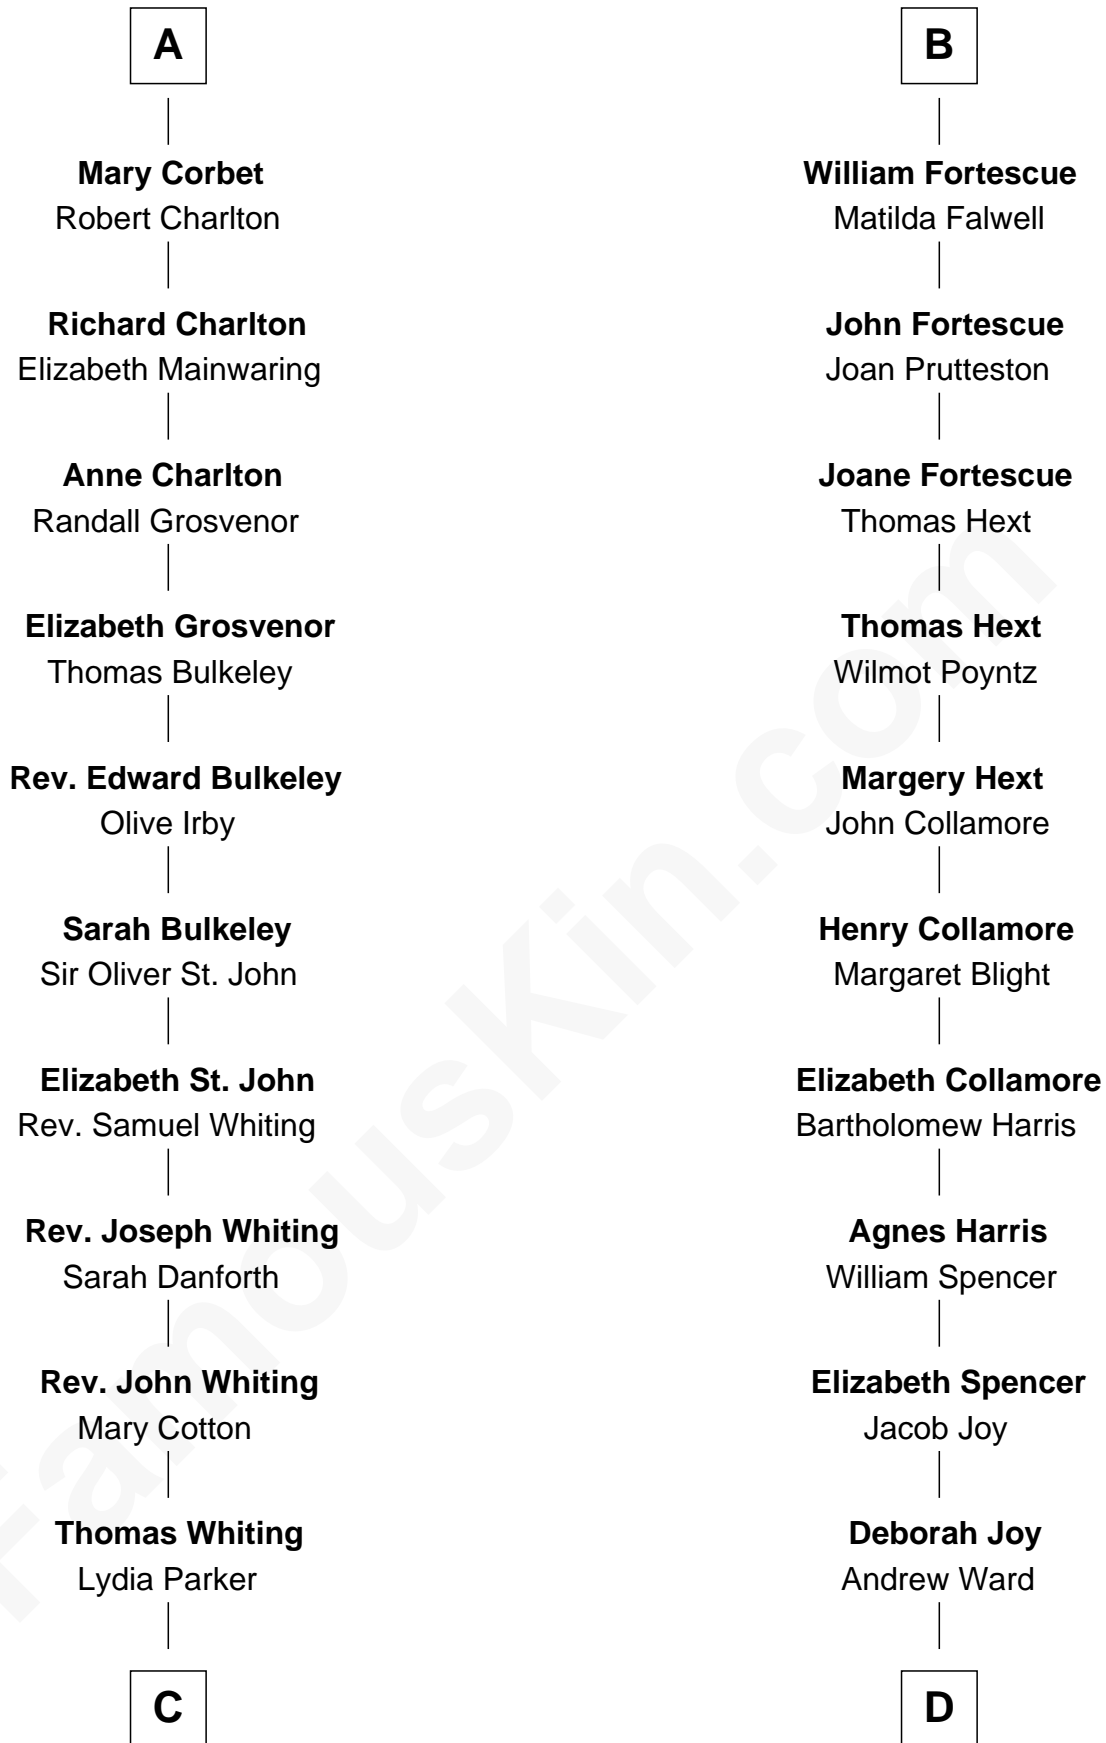 A
Mary Corbet
Robert Charlton
Richard Charlton
Elizabeth Mainwaring
Anne Charlton
Randall Grosvenor
Elizabeth Grosvenor
Thomas Bulkeley
Rev. Edward Bulkeley
Olive Irby
Sarah Bulkeley
Sir Oliver St. John
Elizabeth St. John
Rev. Samuel Whiting
Rev. Joseph Whiting
Sarah Danforth
Rev. John Whiting
Mary Cotton
Thomas Whiting
Lydia Parker
C
B
William Fortescue
Matilda Falwell
John Fortescue
Joan Prutteston
Joane Fortescue
Thomas Hext
Thomas Hext
Wilmot Poyntz
Margery Hext
John Collamore
Henry Collamore
Margaret Blight
Elizabeth Collamore
Bartholomew Harris
Agnes Harris
William Spencer
Elizabeth Spencer
Jacob Joy
Deborah Joy
Andrew Ward
D
FamousKin.com